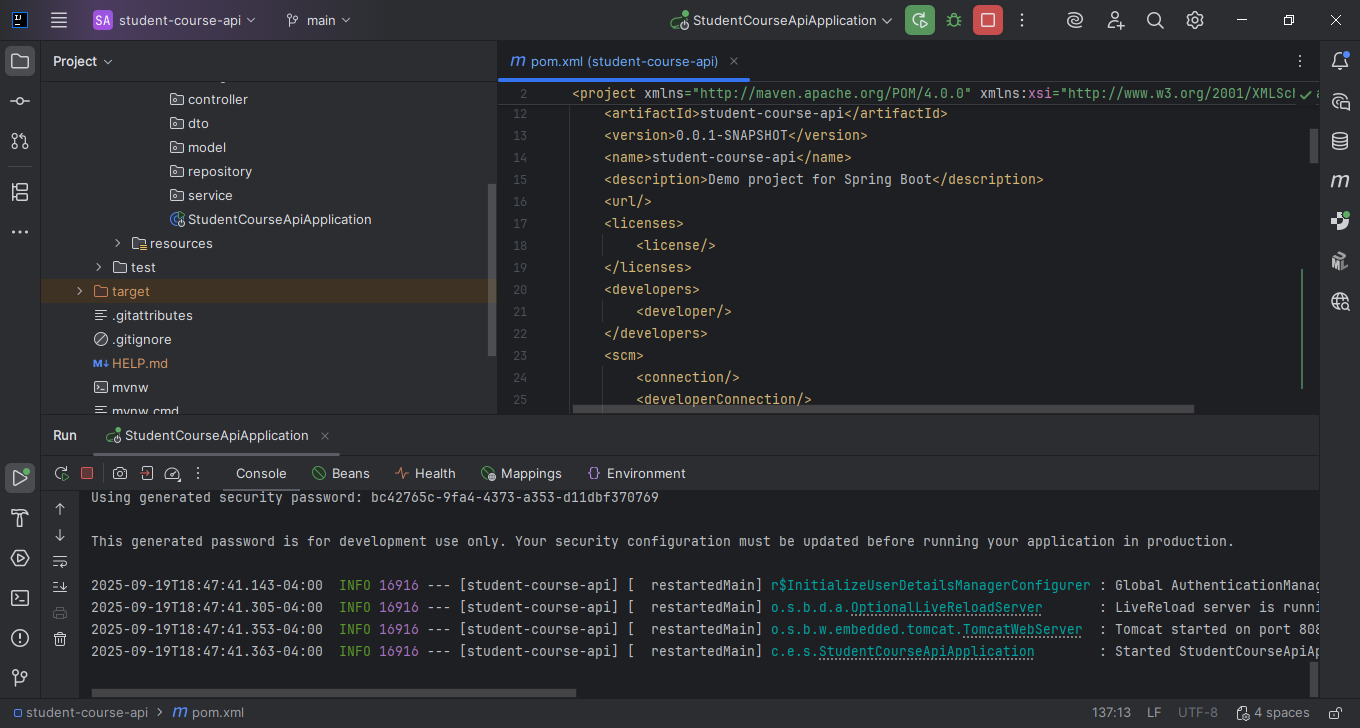 SA student-course-api main StudentCourseApiApplication
Project
controller
dto
model
repository
service
StudentCourseApiApplication
resources
test
target
.gitattributes
.gitignore
M↓ HELP.md
mvnw
mvnw.cmd
m pom.xml (student-course-api)
2 <project xmlns="http://maven.apache.org/POM/4.0.0" xmlns:xsi="http://www.w3.org/2001/XMLSc
12 <artifactId>student-course-api</artifactId>
13 <version>0.0.1-SNAPSHOT</version>
14 <name>student-course-api</name>
15 <description>Demo project for Spring Boot</description>
16 <url/>
17 <licenses>
18 <license/>
19 </licenses>
20 <developers>
21 <developer/>
22 </developers>
23 <scm>
24 <connection/>
25 <developerConnection/>
Run StudentCourseApiApplication
Console Beans Health Mappings Environment
Using generated security password: bc42765c-9fa4-4373-a353-d11dbf370769
This generated password is for development use only. Your security configuration must be updated before running your application in production.
2025-09-19T18:47:41.143-04:00 INFO 16916 --- [student-course-api] [ restartedMain] r$InitializeUserDetailsManagerConfigurer : Global AuthenticationManag
2025-09-19T18:47:41.305-04:00 INFO 16916 --- [student-course-api] [ restartedMain] o.s.b.d.a.OptionalLiveReloadServer : LiveReload server is runni
2025-09-19T18:47:41.353-04:00 INFO 16916 --- [student-course-api] [ restartedMain] o.s.b.w.embedded.tomcat.TomcatWebServer : Tomcat started on port 808
2025-09-19T18:47:41.363-04:00 INFO 16916 --- [student-course-api] [ restartedMain] c.e.s.StudentCourseApiApplication : Started StudentCourseApiAp
student-course-api > m pom.xml 137:13 LF UTF-8 4 spaces